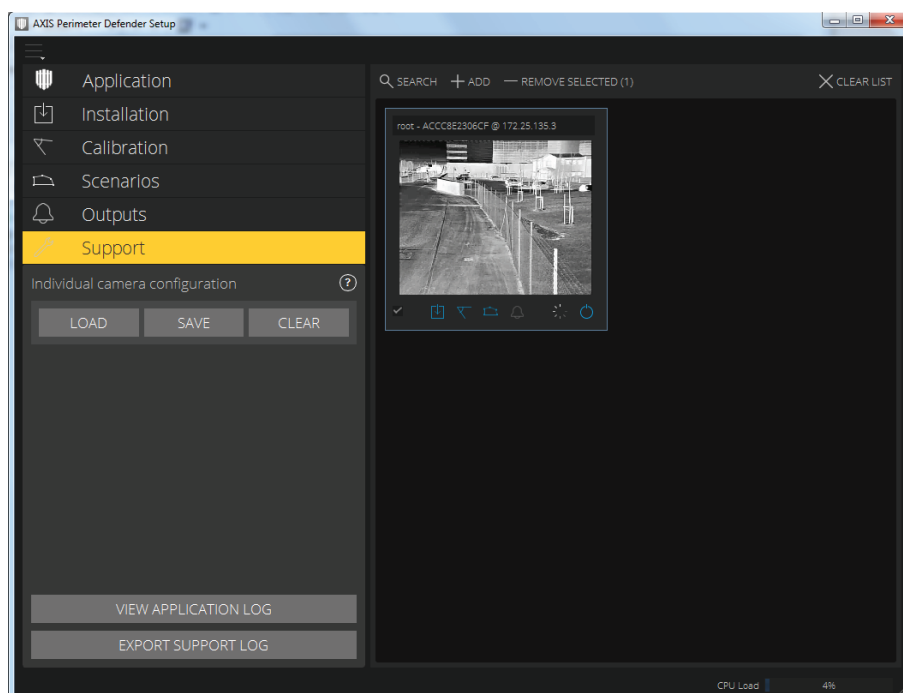 AXIS Perimeter Defender Setup
Application
Installation
Calibration
Scenarios
Outputs
Support
Individual camera configuration ?
LOAD SAVE CLEAR
VIEW APPLICATION LOG
EXPORT SUPPORT LOG
SEARCH ADD REMOVE SELECTED (1) CLEAR LIST
root - ACCC8E2306CF @ 172.25.135.3
CPU Load 4%